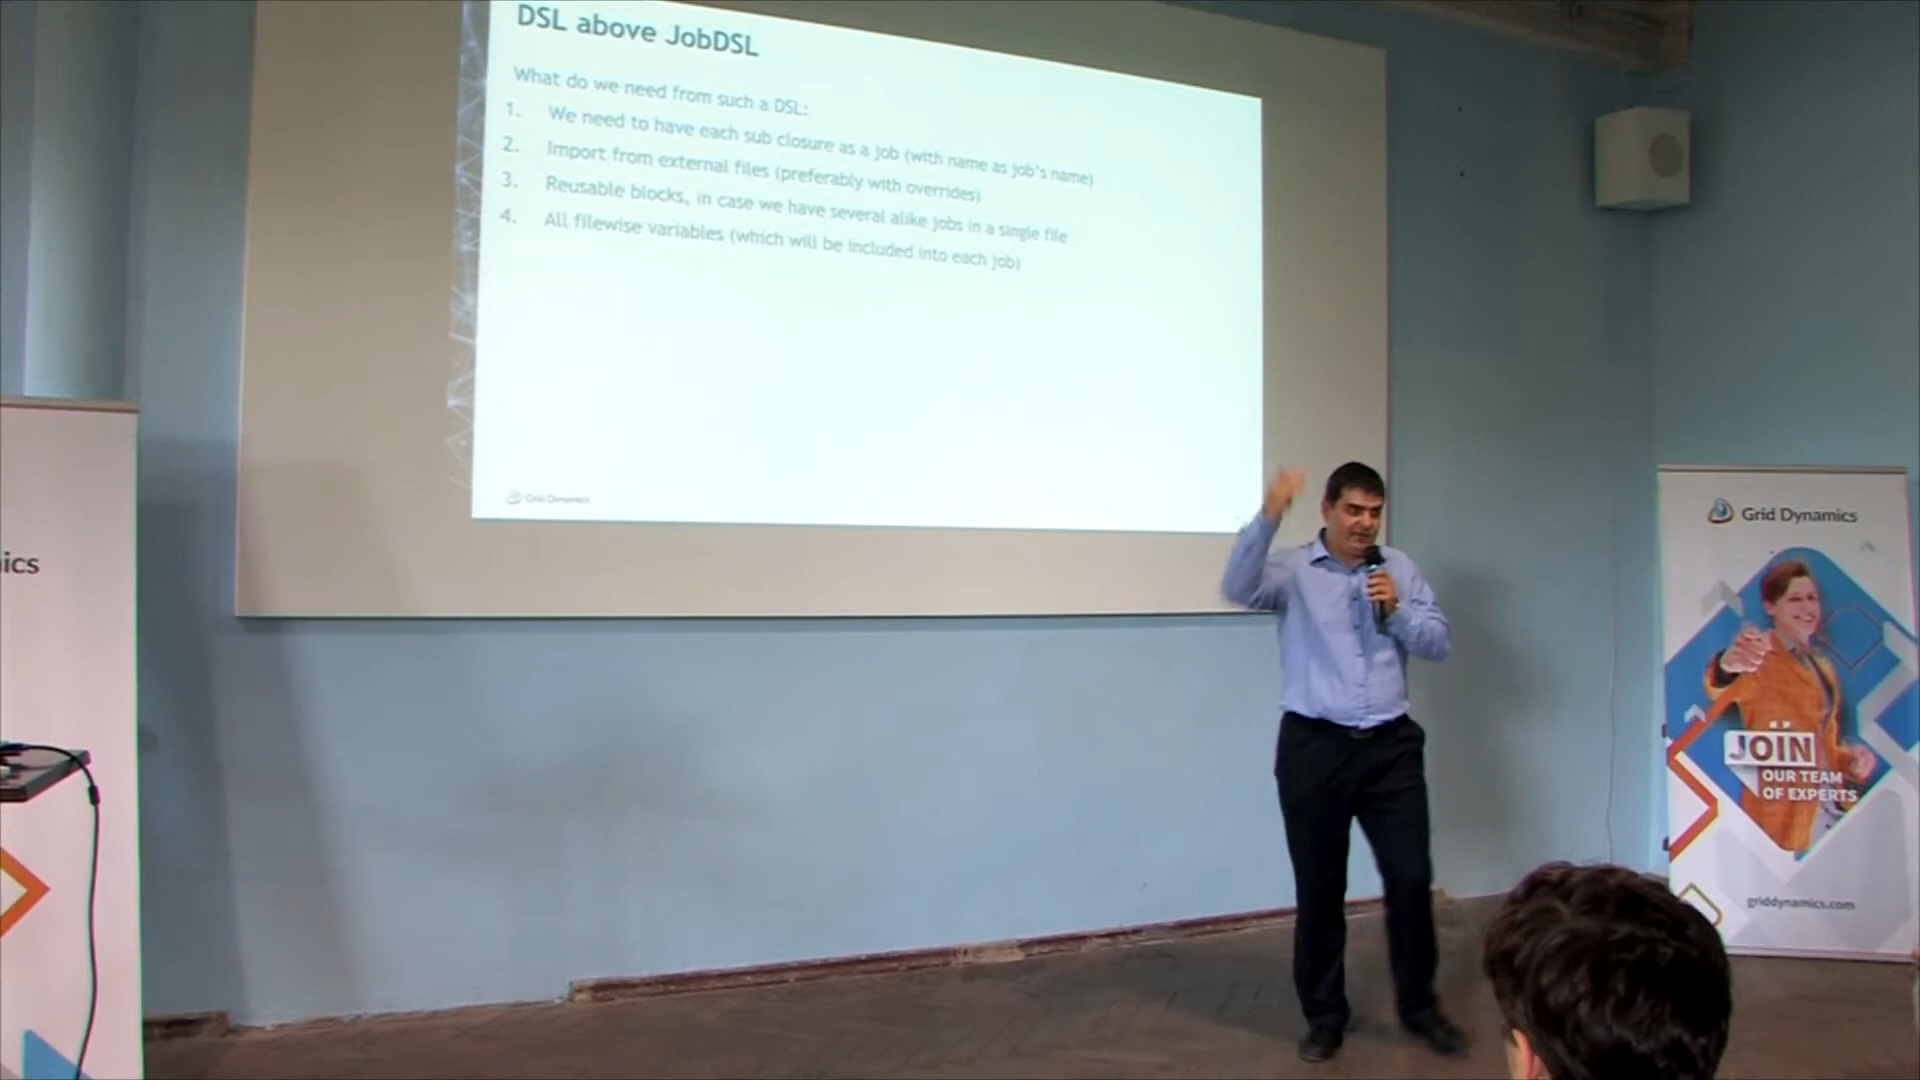 DSL above JobDSL
What do we need from such a DSL:
1. We need to have each sub closure as a job (with name as job's name)
2. Import from external files (preferably with overrides)
3. Reusable blocks, in case we have several alike jobs in a single file
4. All filewise variables (which will be included into each job)
Grid Dynamics
ics
Grid Dynamics
JOIN
OUR TEAM
OF EXPERTS
griddynamics.com